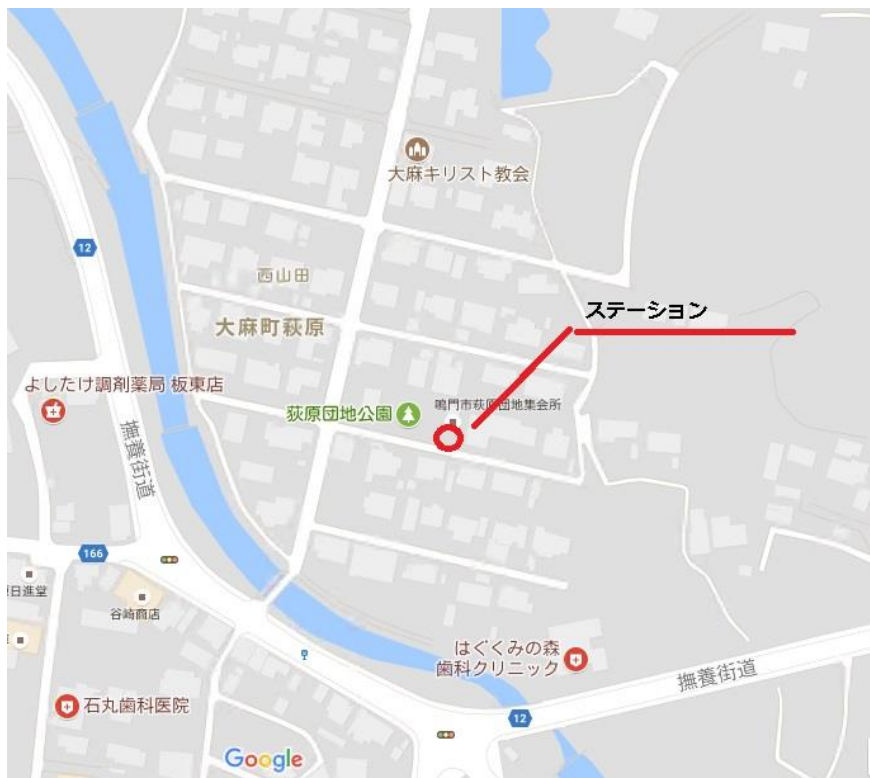 大麻キリスト教会
12
西山田
ステーション
大麻町萩原
よしたけ調剤薬局 板東店
荻原団地公園
鳴門市萩原団地集会所
撫養街道
166
日進堂
谷崎商店
はぐくみの森
歯科クリニック
撫養街道
石丸歯科医院
12
Google